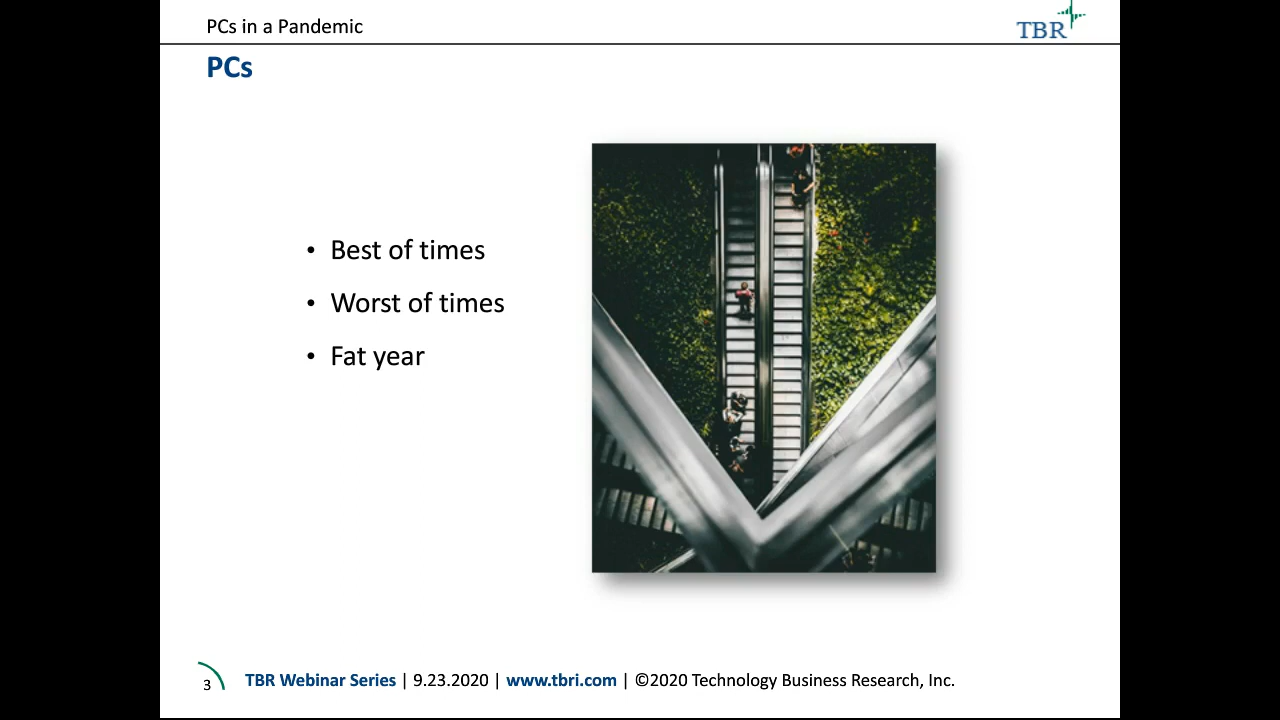 PCs in a Pandemic
TBR
PCs
• Best of times
• Worst of times
• Fat year
3
TBR Webinar Series | 9.23.2020 | www.tbri.com | ©2020 Technology Business Research, Inc.